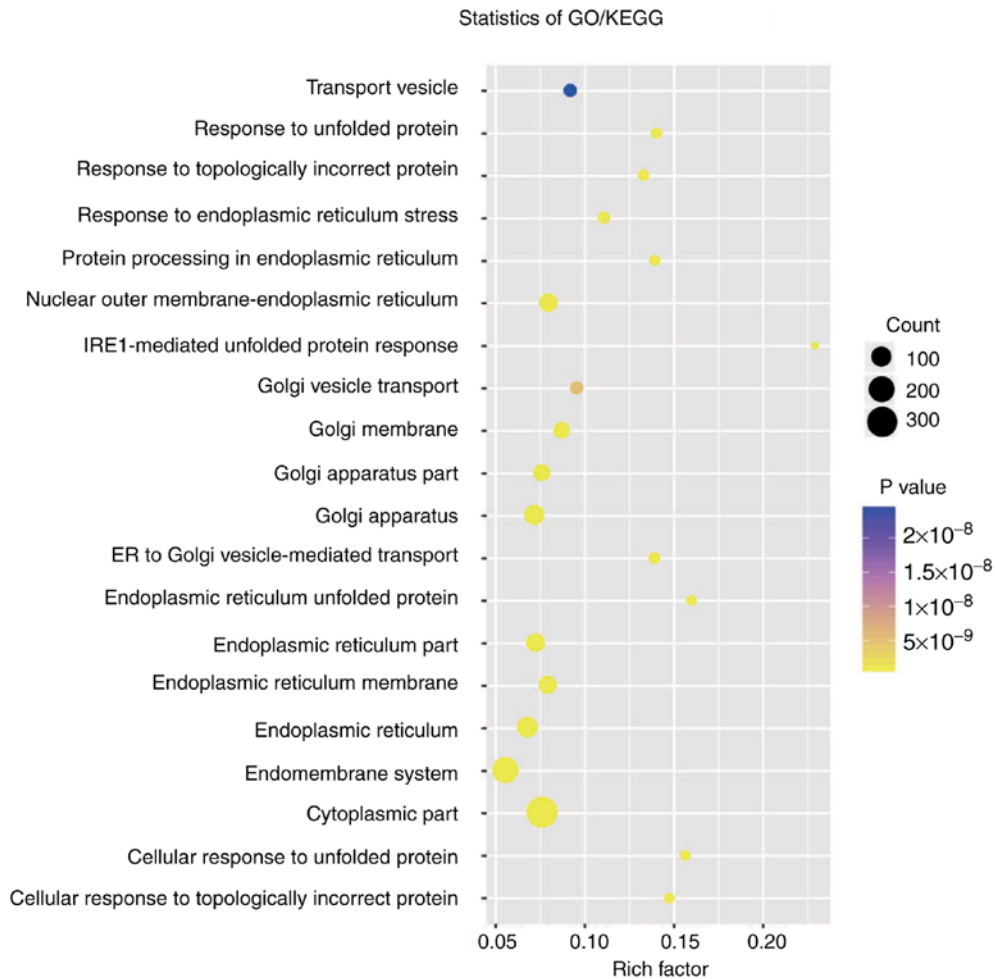 Statistics of GO/KEGG
Transport vesicle
Response to unfolded protein
Response to topologically incorrect protein
Response to endoplasmic reticulum stress
Protein processing in endoplasmic reticulum
Nuclear outer membrane-endoplasmic reticulum
IRE1-mediated unfolded protein response
Golgi vesicle transport
Golgi membrane
Golgi apparatus part
Golgi apparatus
ER to Golgi vesicle-mediated transport
Endoplasmic reticulum unfolded protein
Endoplasmic reticulum part
Endoplasmic reticulum membrane
Endoplasmic reticulum
Endomembrane system
Cytoplasmic part
Cellular response to unfolded protein
Cellular response to topologically incorrect protein
0.05 0.10 0.15 0.20
Rich factor
Count
100
200
300
P value
2×10⁻⁸
1.5×10⁻⁸
1×10⁻⁸
5×10⁻⁹